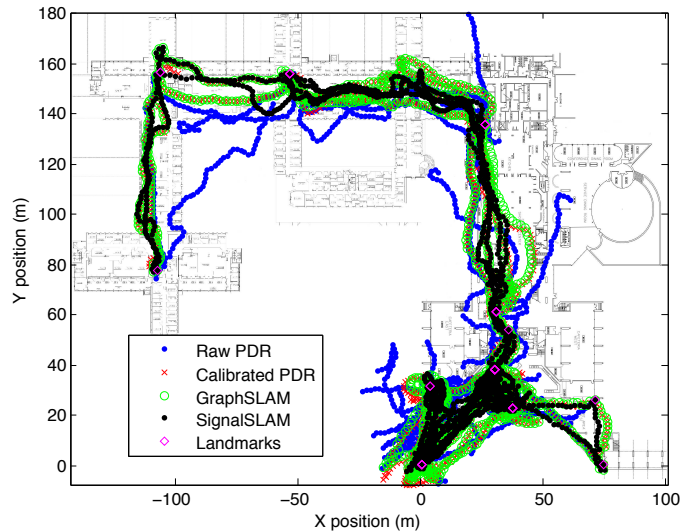 180
160
140
120
100
80
60
40
20
0
Y position (m)
Raw PDR
Calibrated PDR
GraphSLAM
SignalSLAM
Landmarks
−100 −50 0 50 100
X position (m)